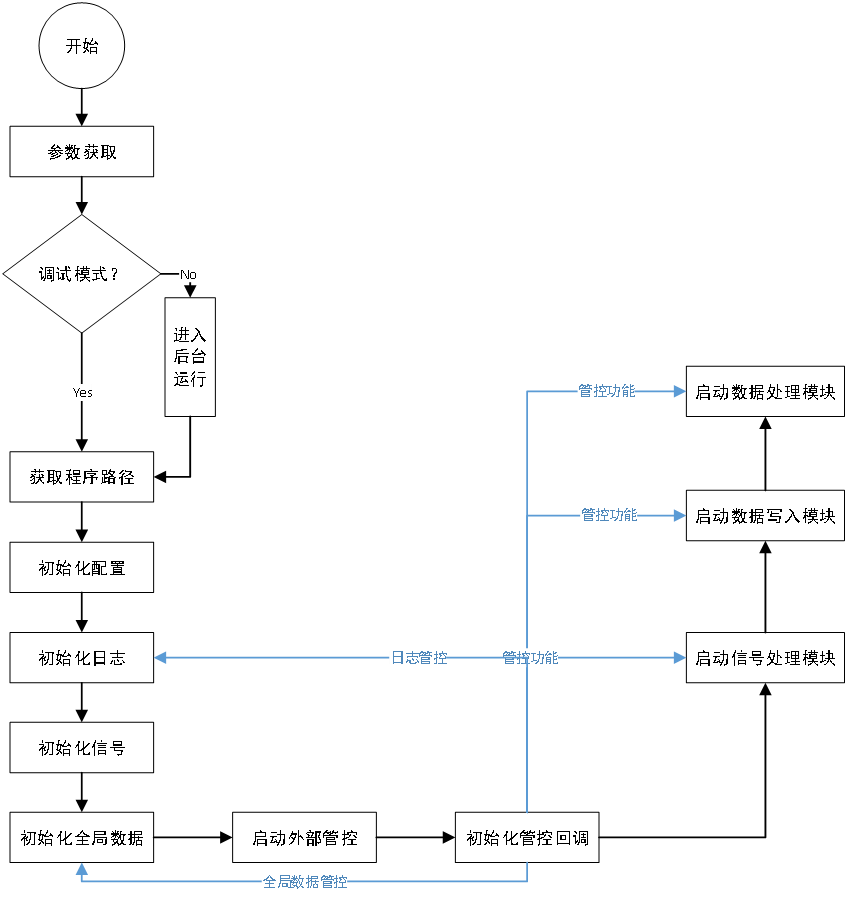 开始
参数获取
调试模式？
No
进入
后台
运行
Yes
管控功能
启动数据处理模块
获取程序路径
管控功能
启动数据写入模块
初始化配置
初始化日志
日志管控
管控功能
启动信号处理模块
初始化信号
初始化全局数据
启动外部管控
初始化管控回调
全局数据管控